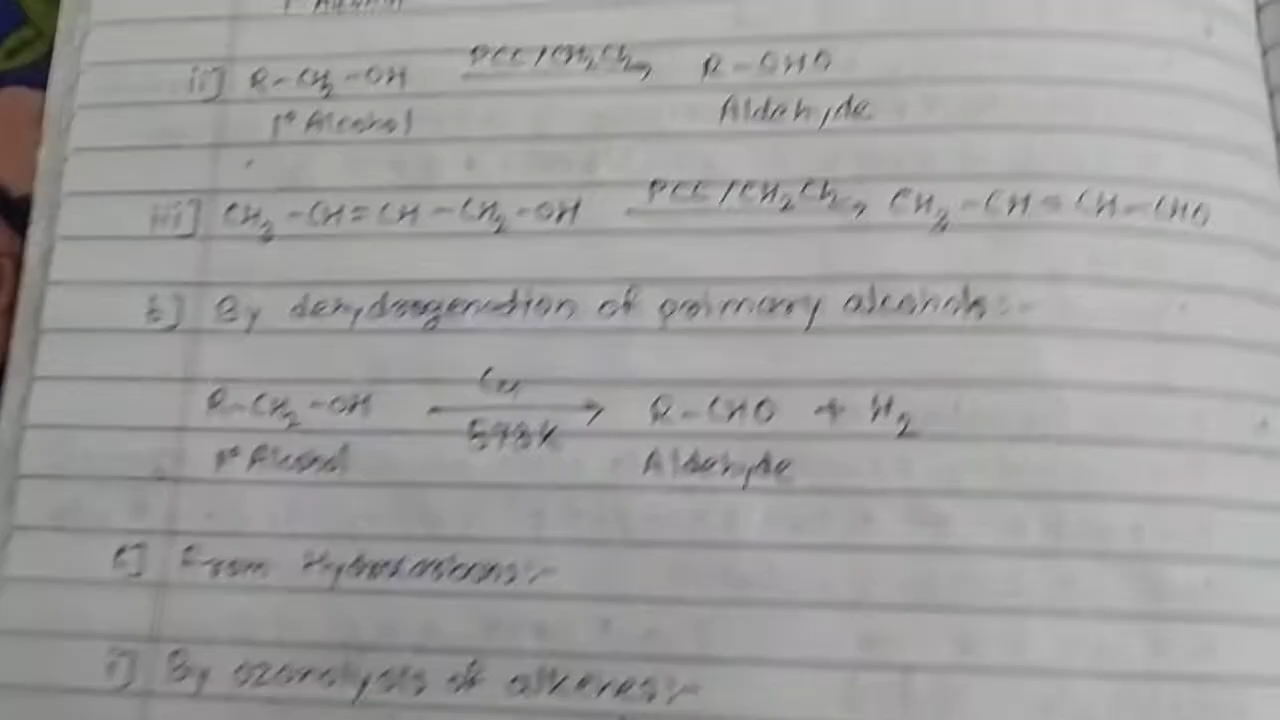 ii] R-CH2-OH PCC/CH2Cl2 R-CHO
1° Alcohol Aldehyde
iii] CH3-CH=CH-CH2-OH PCC/CH2Cl2 CH3-CH=CH-CHO
b] By dehydrogenation of primary alcohols:-
R-CH2-OH Cu 573K → R-CHO + H2
1° Alcohol Aldehyde
c] From Hydrocarbons:-
i] By ozonolysis of alkenes:-